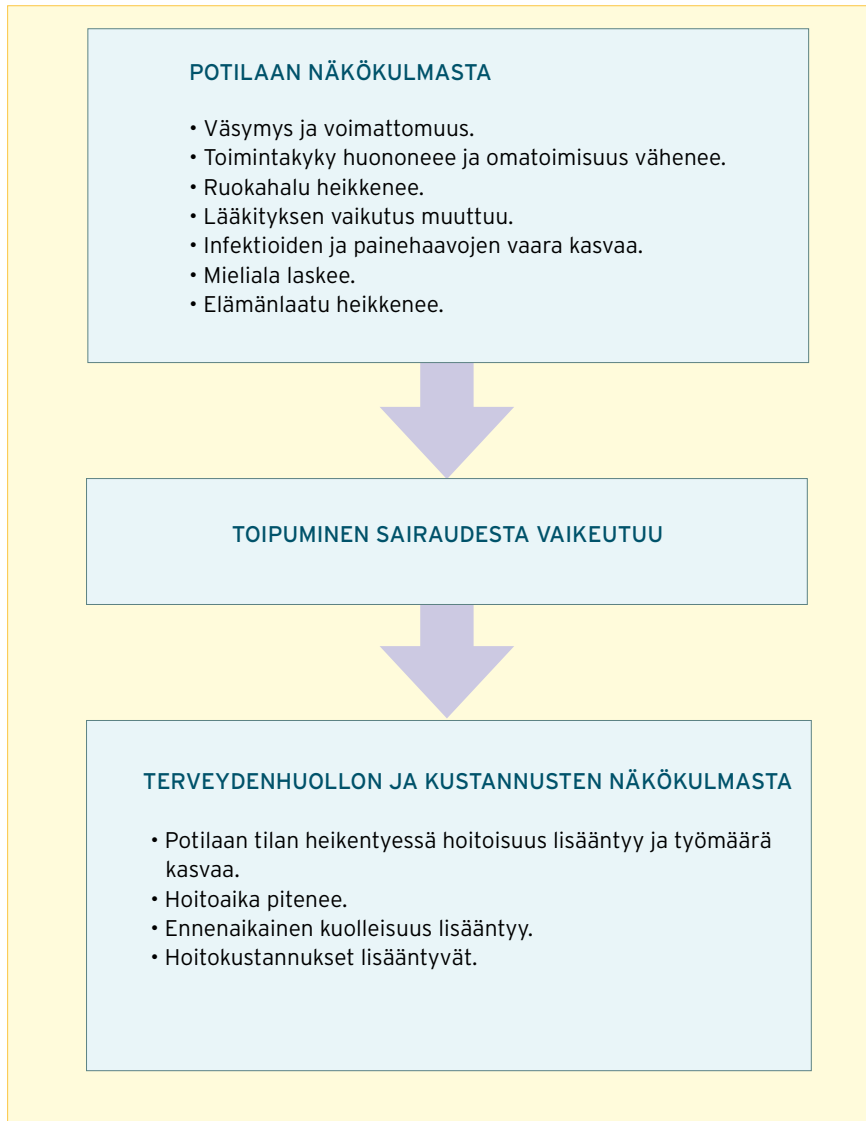 POTILAAN NÄKÖKULMASTA
• Väsymys ja voimattomuus.
• Toimintakyky huononeee ja omatoimisuus vähenee.
• Ruokahalu heikkenee.
• Lääkityksen vaikutus muuttuu.
• Infektioiden ja painehaavojen vaara kasvaa.
• Mieliala laskee.
• Elämänlaatu heikkenee.
TOIPUMINEN SAIRAUDESTA VAIKEUTUU
TERVEYDENHUOLLON JA KUSTANNUSTEN NÄKÖKULMASTA
• Potilaan tilan heikentyessä hoitoisuus lisääntyy ja työmäärä
kasvaa.
• Hoitoaika pitenee.
• Ennenaikainen kuolleisuus lisääntyy.
• Hoitokustannukset lisääntyvät.